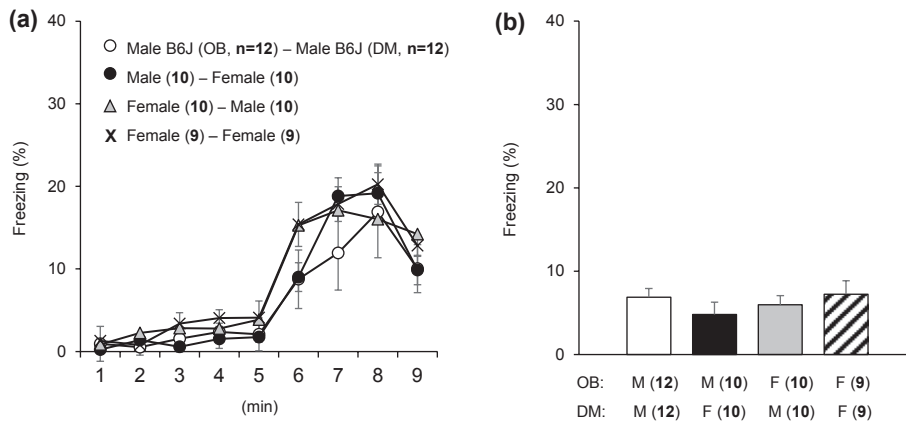 (a)
40
30
20
10
0
Freezing (%)
Male B6J (OB, n=12) – Male B6J (DM, n=12)
Male (10) – Female (10)
Female (10) – Male (10)
X Female (9) – Female (9)
1 2 3 4 5 6 7 8 9
(min)
(b)
40
30
20
10
0
Freezing (%)
OB: M (12) M (10) F (10) F (9)
DM: M (12) F (10) M (10) F (9)